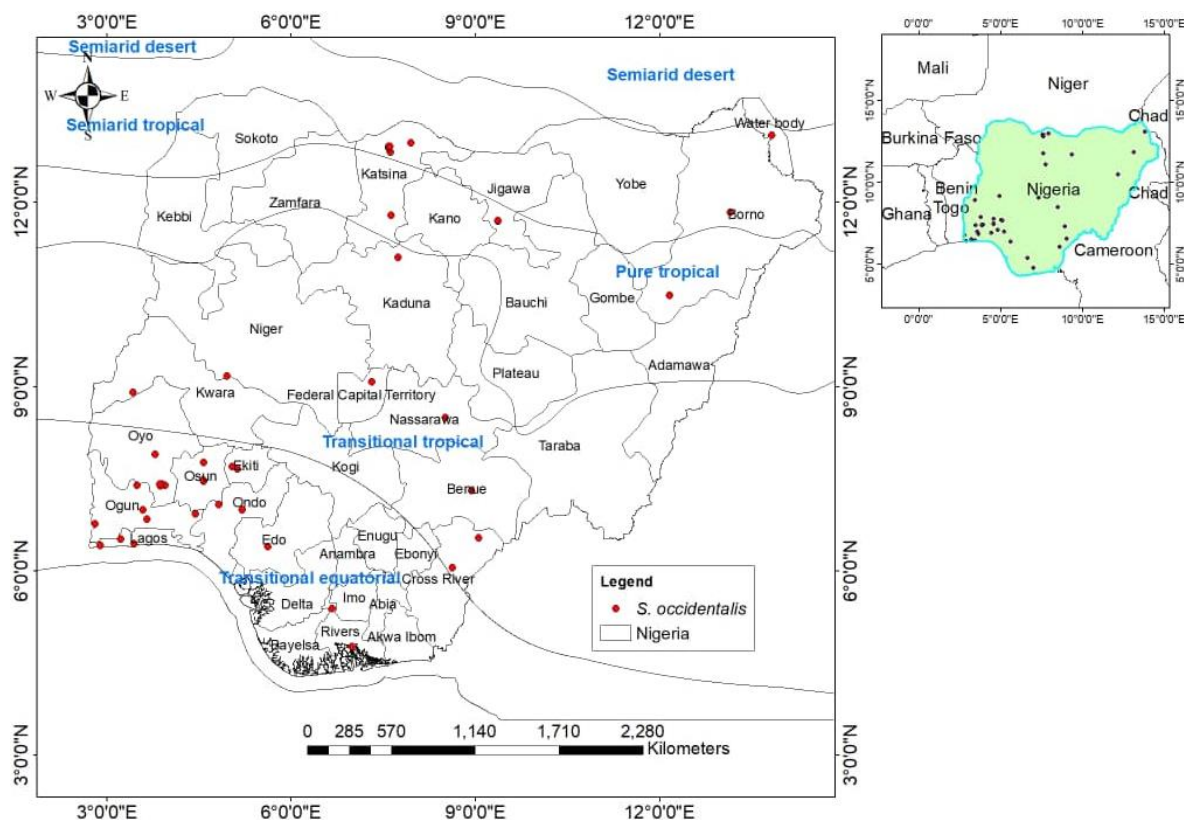 3°0'0"E 6°0'0"E 9°0'0"E 12°0'0"E
Semiarid desert
N
W E
S
Semiarid desert
Semiarid tropical
Water body
Sokoto
Katsina
Jigawa
Yobe
12°0'0"N
12°0'0"N
Kebbi
Zamfara
Kano
Borno
Pure tropical
Kaduna
Bauchi
Gombe
Niger
Plateau
Adamawa
9°0'0"N
9°0'0"N
Kwara
Federal Capital Territory
Nassarawa
Oyo
Transitional tropical
Taraba
Kogi
Osun
Ekiti
Benue
Ogun
Ondo
Lagos
Edo
Enugu
Anambra
Ebonyi
6°0'0"N
6°0'0"N
Transitional equatorial
Cross River
Delta
Imo
Abia
Rivers
Akwa Ibom
Bayelsa
Legend
S. occidentalis
Nigeria
0 285 570 1,140 1,710 2,280
Kilometers
3°0'0"N
3°0'0"N
3°0'0"E 6°0'0"E 9°0'0"E 12°0'0"E
0°0'0" 5°0'0"E 10°0'0"E 15°0'0"E
Mali
Niger
15°0'0"N
15°0'0"N
Chad
Burkina Faso
10°0'0"N
10°0'0"N
Benin
Nigeria
Chad
Togo
Ghana
Cameroon
5°0'0"N
5°0'0"N
0°0'0" 5°0'0"E 10°0'0"E 15°0'0"E